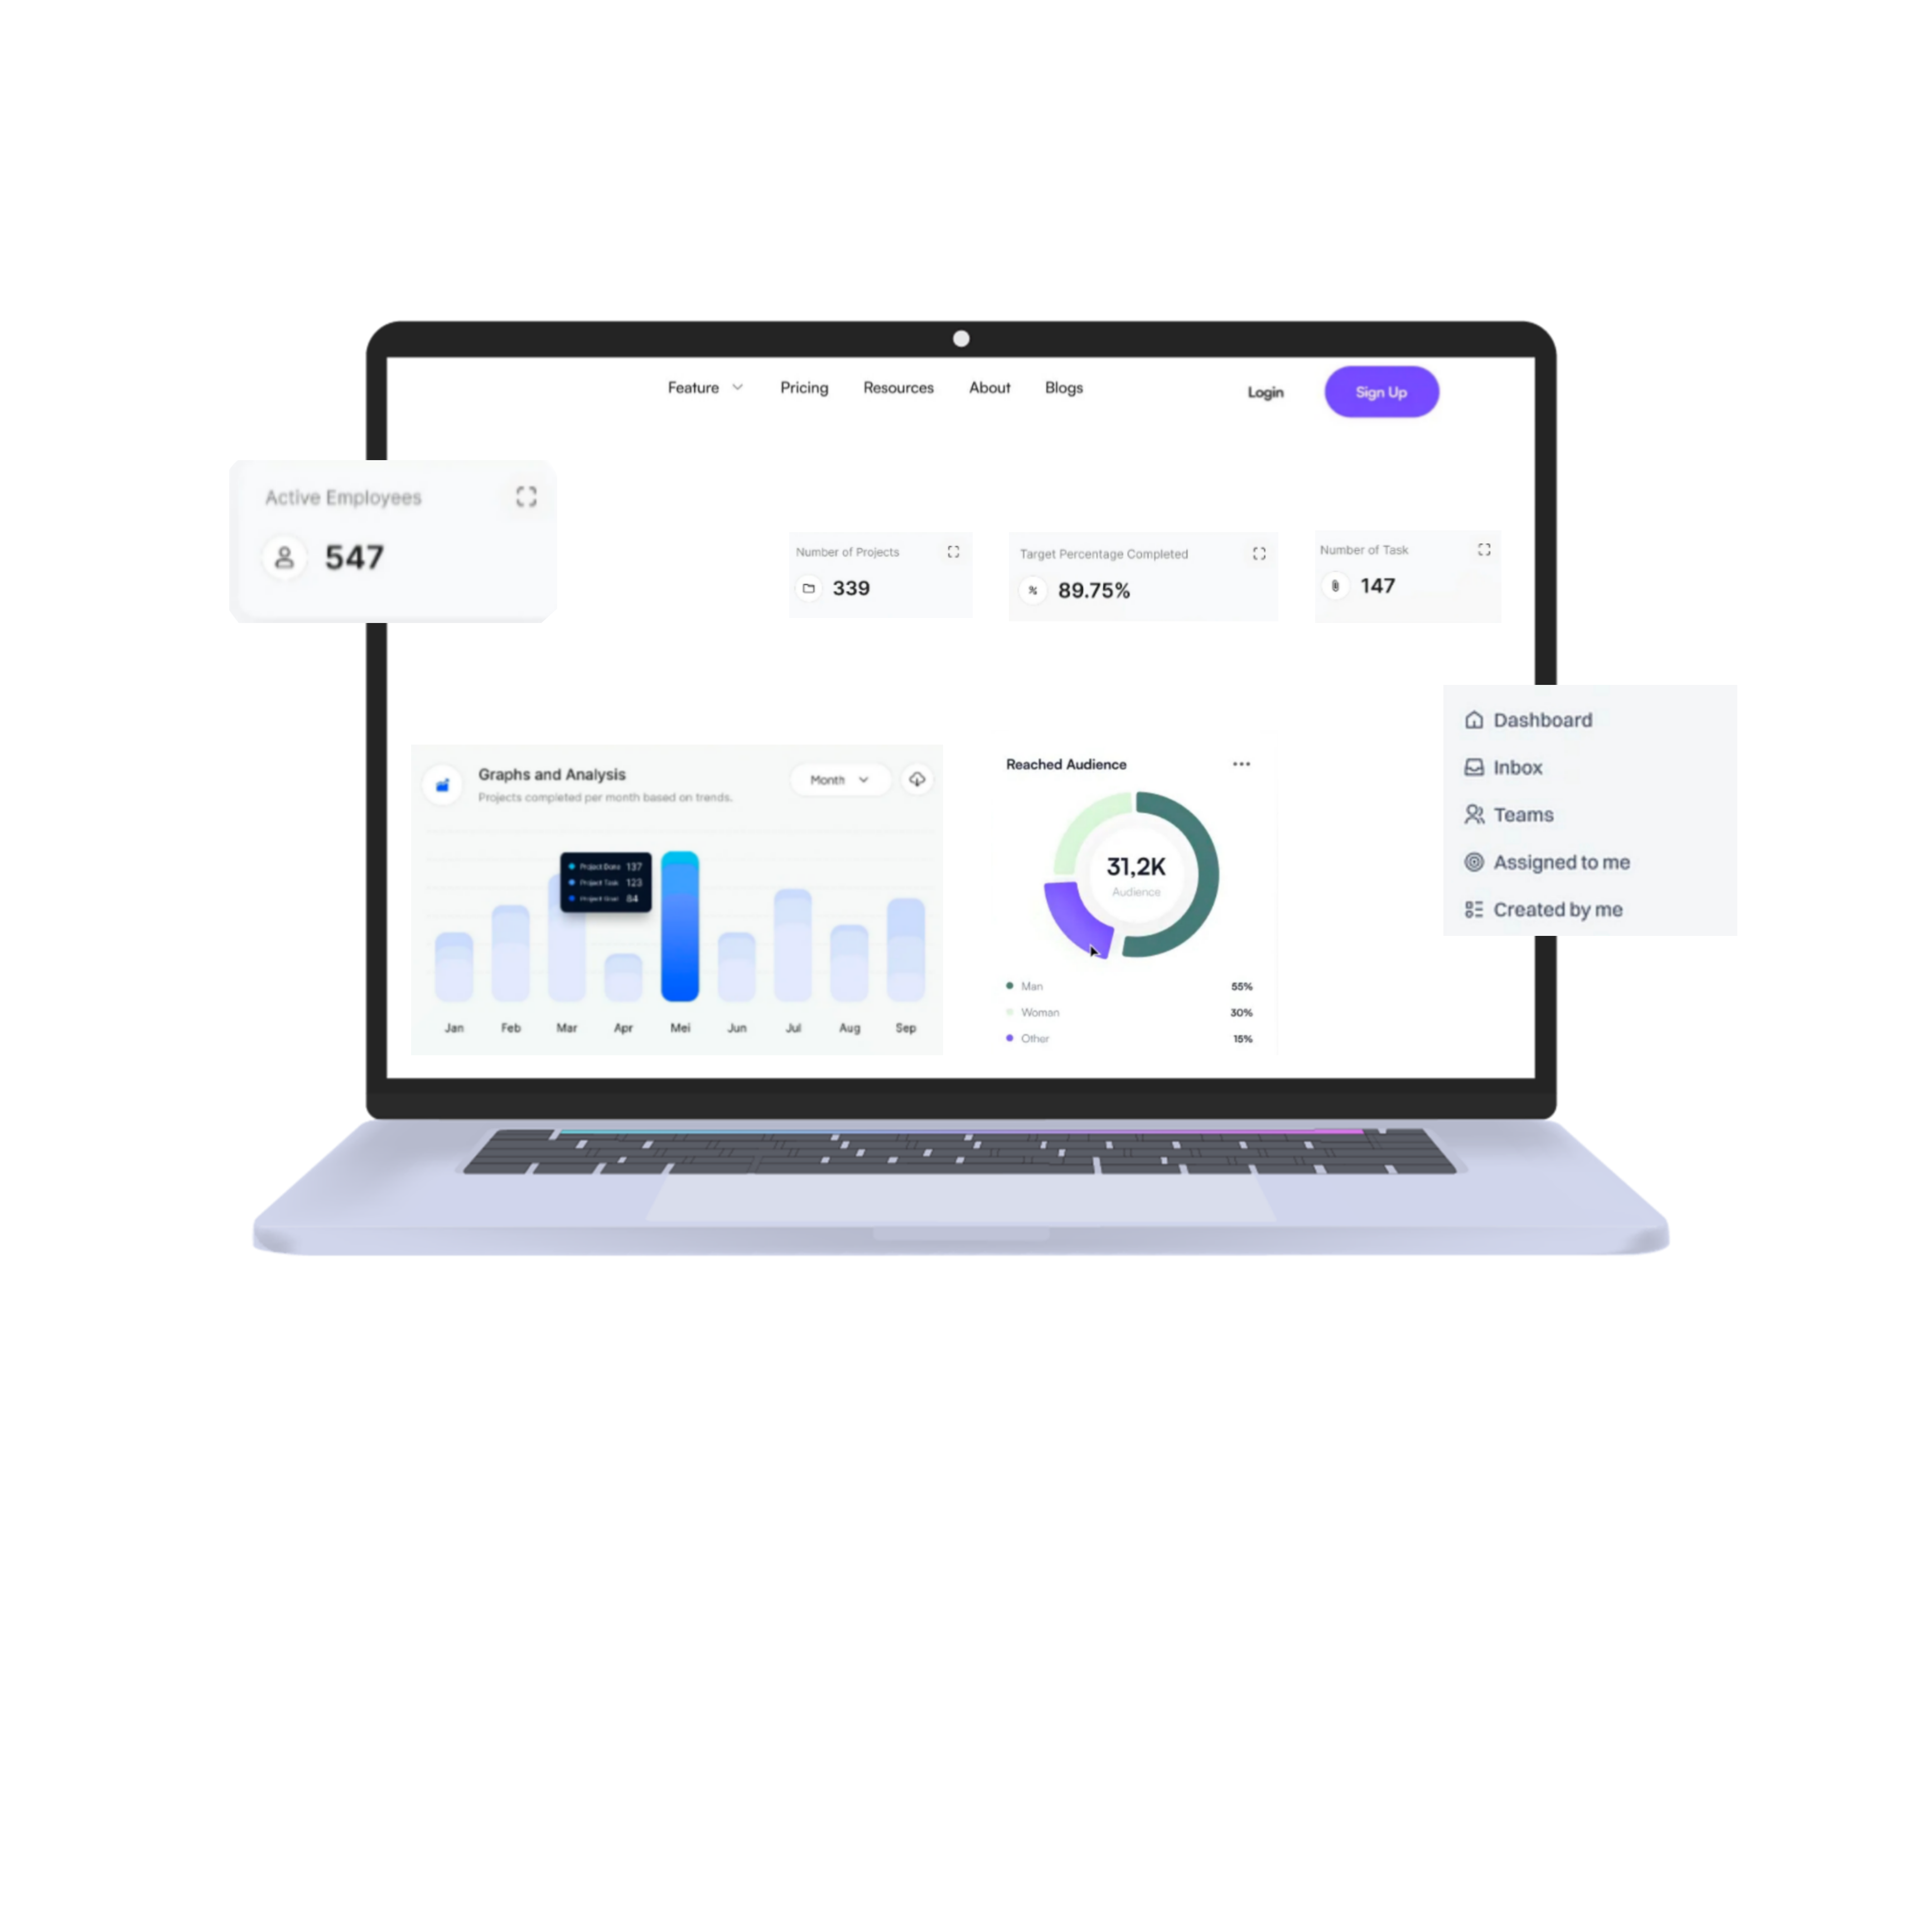 Feature
Pricing
Resources
About
Blogs
Login
Sign Up
Active Employees
547
Number of Projects
339
Target Percentage Completed
% 89.75%
Number of Task
147
Dashboard
Inbox
Teams
Assigned to me
Created by me
Graphs and Analysis
Projects completed per month based on trends.
Month
Project Done 137
Project Task 123
Project Goal 84
Jan Feb Mar Apr Mei Jun Jul Aug Sep
Reached Audience
31,2K
Audience
Man 55%
Woman 30%
Other 15%